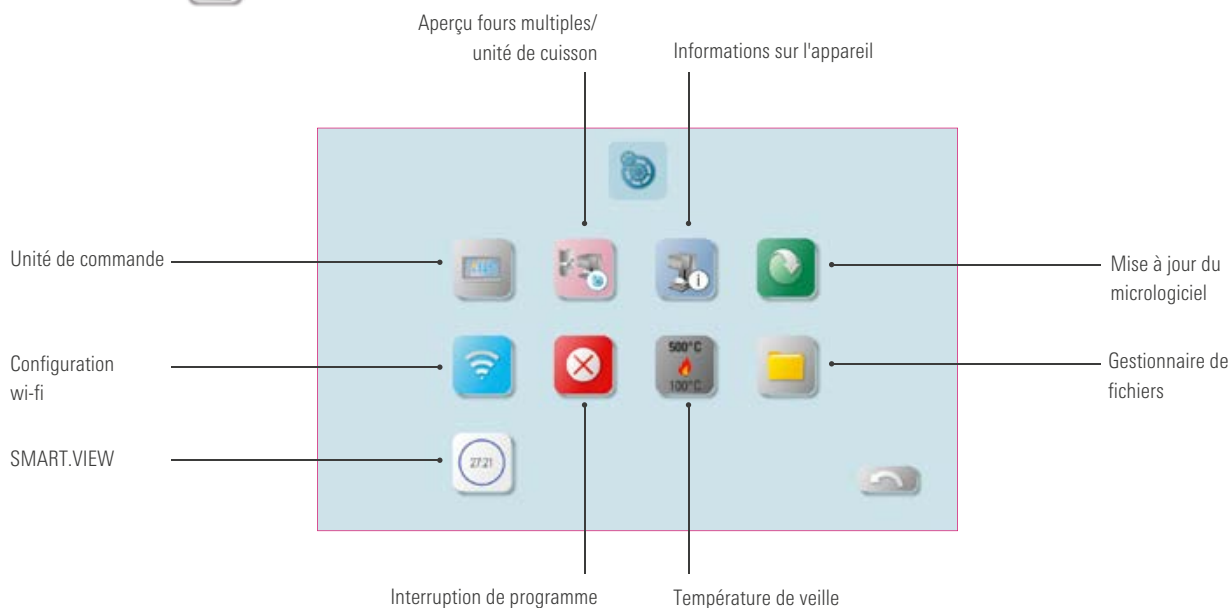 Aperçu fours multiples/
unité de cuisson
Informations sur l'appareil
Unité de commande
Mise à jour du
micrologiciel
Configuration
wi-fi
500°C
100°C
Gestionnaire de
fichiers
SMART.VIEW
27:21
Interruption de programme
Température de veille